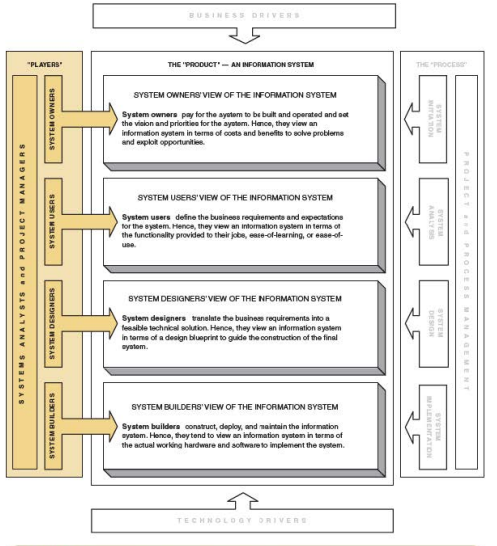 BUSINESS DRIVERS
"PLAYERS"
THE "PRODUCT" — AN INFORMATION SYSTEM
THE "PROCESS"
SYSTEMS ANALYSTS and PROJECT MANAGERS
SYSTEM OWNERS
SYSTEM OWNERS' VIEW OF THE INFORMATION SYSTEM
System owners pay for the system to be built and operated and set
the vision and priorities for the system. Hence, they view an
information system in terms of costs and benefits to solve problems
and exploit opportunities.
SYSTEM
INITIATION
PROJECT and PROCESS MANAGEMENT
SYSTEM USERS
SYSTEM USERS' VIEW OF THE INFORMATION SYSTEM
System users define the business requirements and expectations
for the system. Hence, they view an information system in terms of
the functionality provided to their jobs, ease-of-learning, or ease-of-
use.
SYSTEM
ANALYSIS
SYSTEM DESIGNERS
SYSTEM DESIGNERS' VIEW OF THE INFORMATION SYSTEM
System designers translate the business requirements into a
feasible technical solution. Hence, they view an information system
in terms of a design blueprint to guide the construction of the final
system.
SYSTEM
DESIGN
SYSTEM BUILDERS
SYSTEM BUILDERS' VIEW OF THE INFORMATION SYSTEM
System builders construct, deploy, and maintain the information
system. Hence, they tend to view an information system in terms of
the actual working hardware and software to implement the system.
SYSTEM
IMPLEMENTATION
TECHNOLOGY DRIVERS